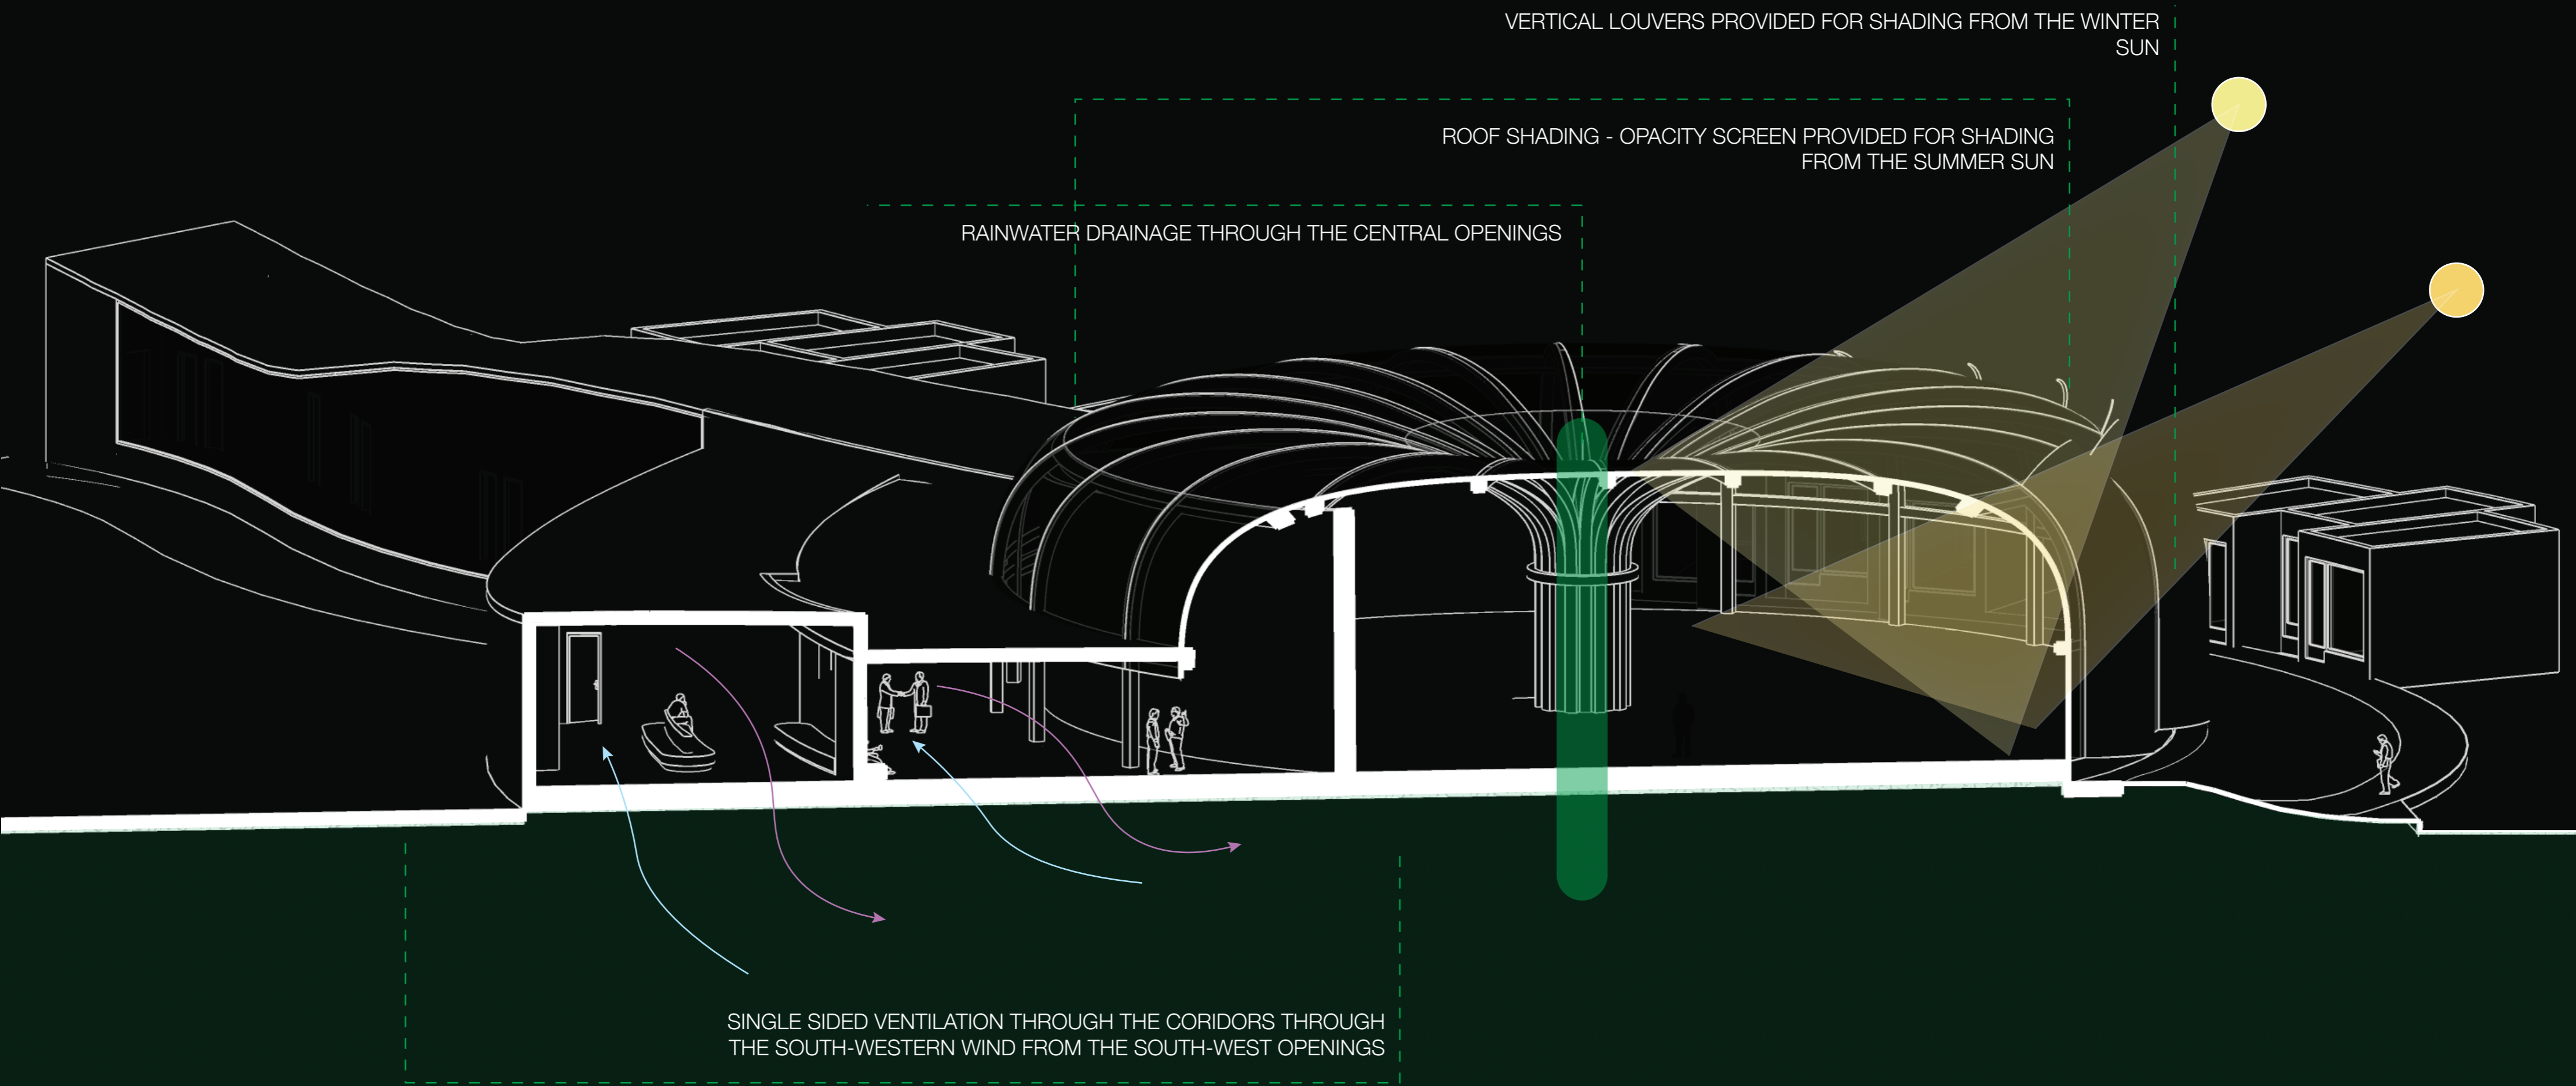 VERTICAL LOUVERS PROVIDED FOR SHADING FROM THE WINTER
SUN
ROOF SHADING - OPACITY SCREEN PROVIDED FOR SHADING
FROM THE SUMMER SUN
RAINWATER DRAINAGE THROUGH THE CENTRAL OPENINGS
SINGLE SIDED VENTILATION THROUGH THE CORIDORS THROUGH
THE SOUTH-WESTERN WIND FROM THE SOUTH-WEST OPENINGS